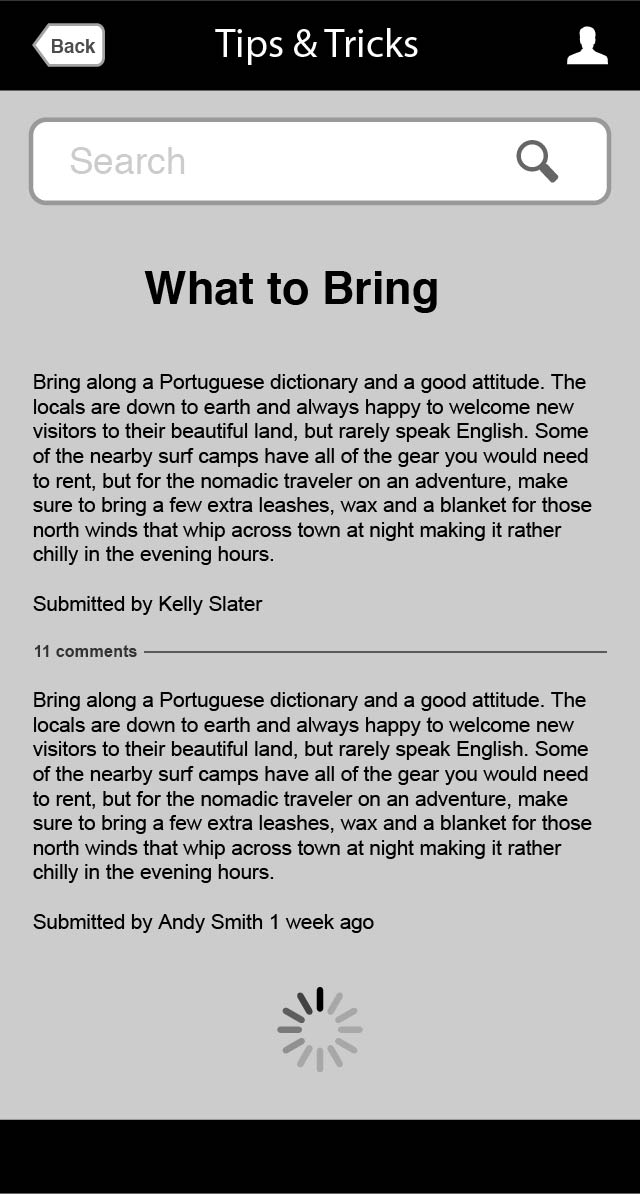 Back
Tips & Tricks
Search
What to Bring
Bring along a Portuguese dictionary and a good attitude. The
locals are down to earth and always happy to welcome new
visitors to their beautiful land, but rarely speak English. Some
of the nearby surf camps have all of the gear you would need
to rent, but for the nomadic traveler on an adventure, make
sure to bring a few extra leashes, wax and a blanket for those
north winds that whip across town at night making it rather
chilly in the evening hours.
Submitted by Kelly Slater
11 comments
Bring along a Portuguese dictionary and a good attitude. The
locals are down to earth and always happy to welcome new
visitors to their beautiful land, but rarely speak English. Some
of the nearby surf camps have all of the gear you would need
to rent, but for the nomadic traveler on an adventure, make
sure to bring a few extra leashes, wax and a blanket for those
north winds that whip across town at night making it rather
chilly in the evening hours.
Submitted by Andy Smith 1 week ago